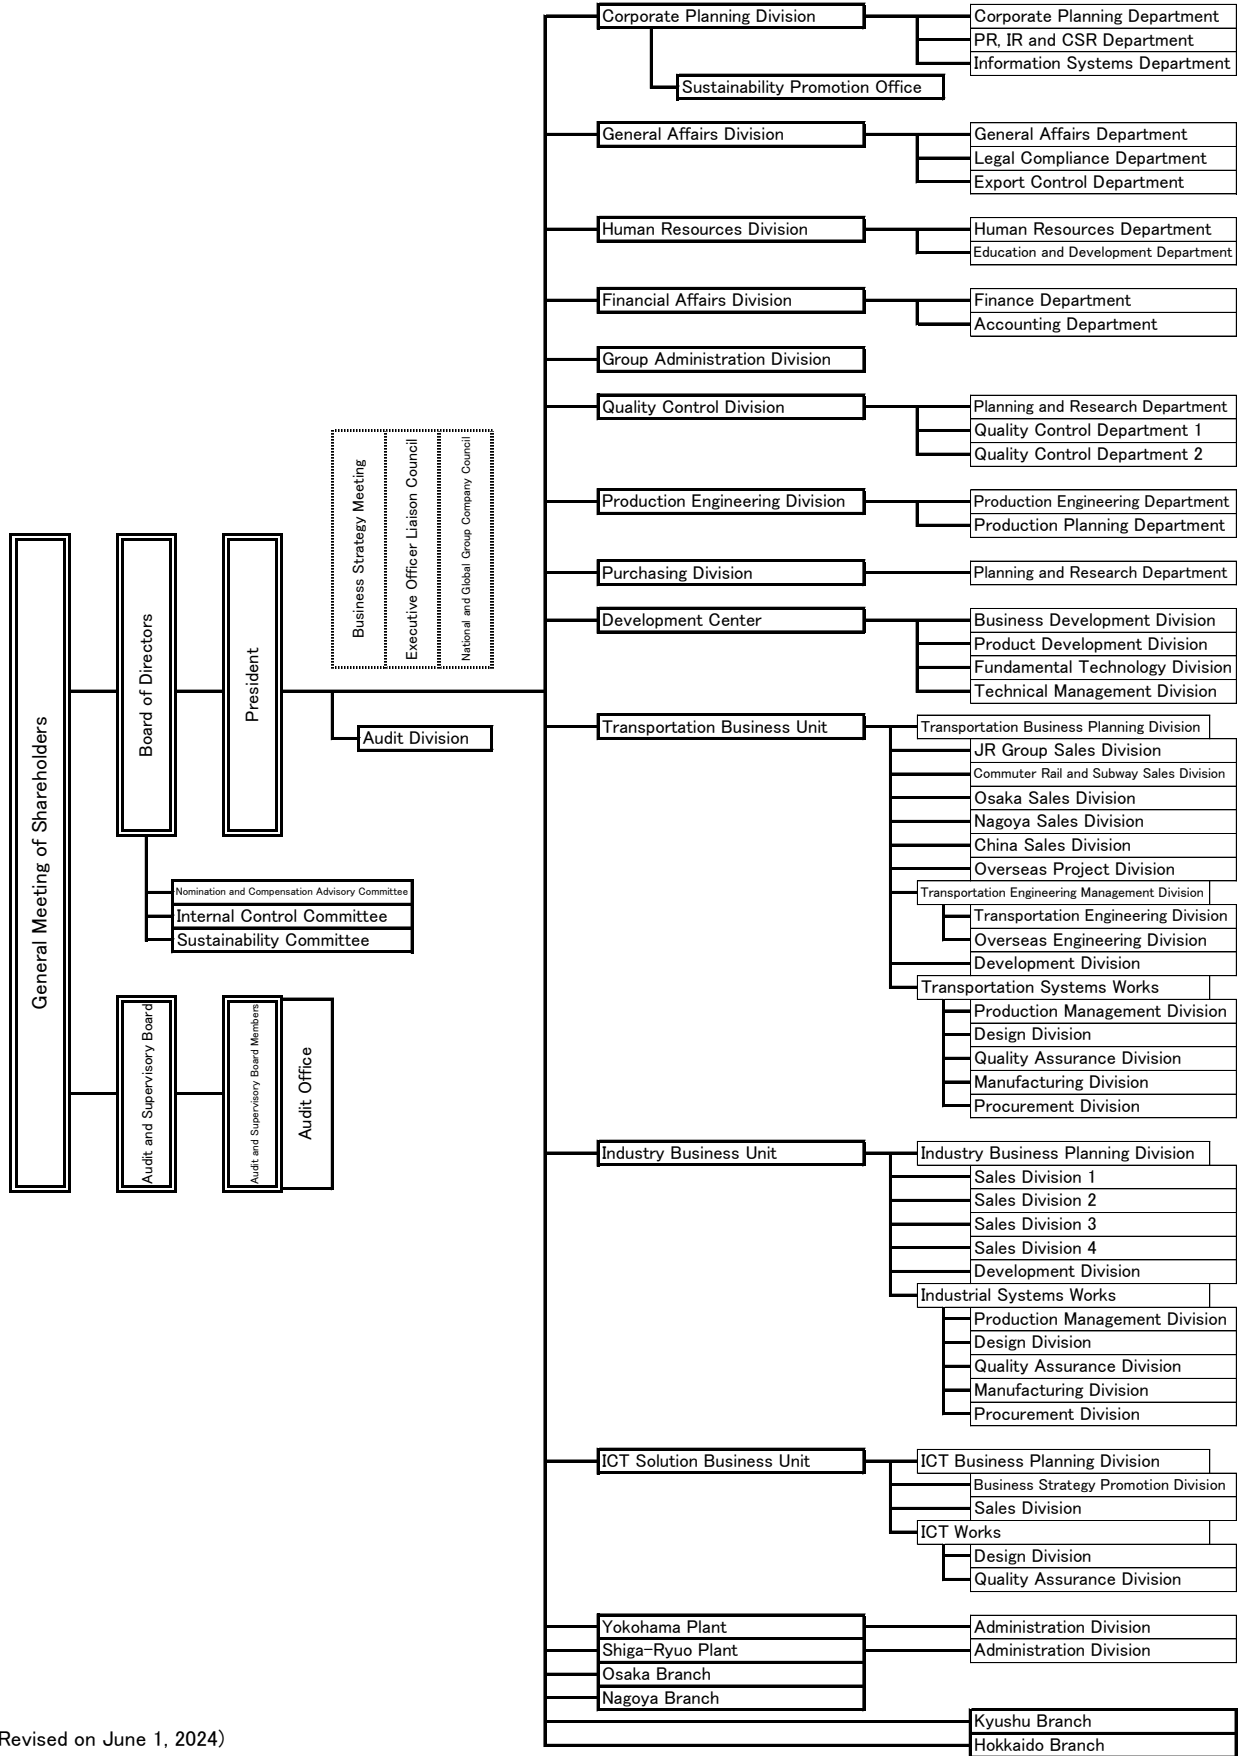 Corporate Planning Division
Corporate Planning Department
PR, IR and CSR Department
Information Systems Department
Sustainability Promotion Office
General Affairs Division
General Affairs Department
Legal Compliance Department
Export Control Department
Human Resources Division
Human Resources Department
Education and Development Department
Financial Affairs Division
Finance Department
Accounting Department
Group Administration Division
Quality Control Division
Planning and Research Department
Quality Control Department 1
Quality Control Department 2
Business Strategy Meeting
Executive Officer Liaison Council
National and Global Group Company Council
Production Engineering Division
Production Engineering Department
Production Planning Department
Purchasing Division
Planning and Research Department
Development Center
Business Development Division
Product Development Division
Fundamental Technology Division
Technical Management Division
General Meeting of Shareholders
Board of Directors
President
Audit Division
Transportation Business Unit
Transportation Business Planning Division
JR Group Sales Division
Commuter Rail and Subway Sales Division
Osaka Sales Division
Nagoya Sales Division
China Sales Division
Overseas Project Division
Nomination and Compensation Advisory Committee
Internal Control Committee
Sustainability Committee
Transportation Engineering Management Division
Transportation Engineering Division
Overseas Engineering Division
Development Division
Transportation Systems Works
Production Management Division
Design Division
Quality Assurance Division
Manufacturing Division
Procurement Division
Audit and Supervisory Board
Audit and Supervisory Board Members
Audit Office
Industry Business Unit
Industry Business Planning Division
Sales Division 1
Sales Division 2
Sales Division 3
Sales Division 4
Development Division
Industrial Systems Works
Production Management Division
Design Division
Quality Assurance Division
Manufacturing Division
Procurement Division
ICT Solution Business Unit
ICT Business Planning Division
Business Strategy Promotion Division
Sales Division
ICT Works
Design Division
Quality Assurance Division
Yokohama Plant
Administration Division
Shiga-Ryuo Plant
Administration Division
Osaka Branch
Nagoya Branch
Kyushu Branch
Hokkaido Branch
Revised on June 1, 2024)